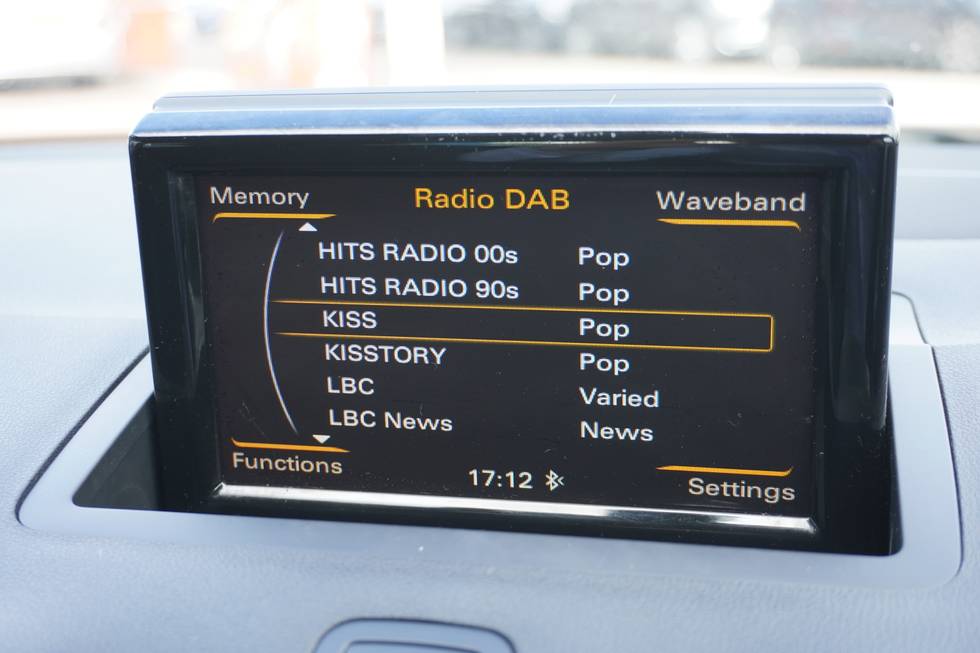 Memory Radio DAB Waveband
HITS RADIO 00s Pop
HITS RADIO 90s Pop
KISS Pop
KISSTORY Pop
LBC Varied
LBC News News
Functions 17:12 Settings